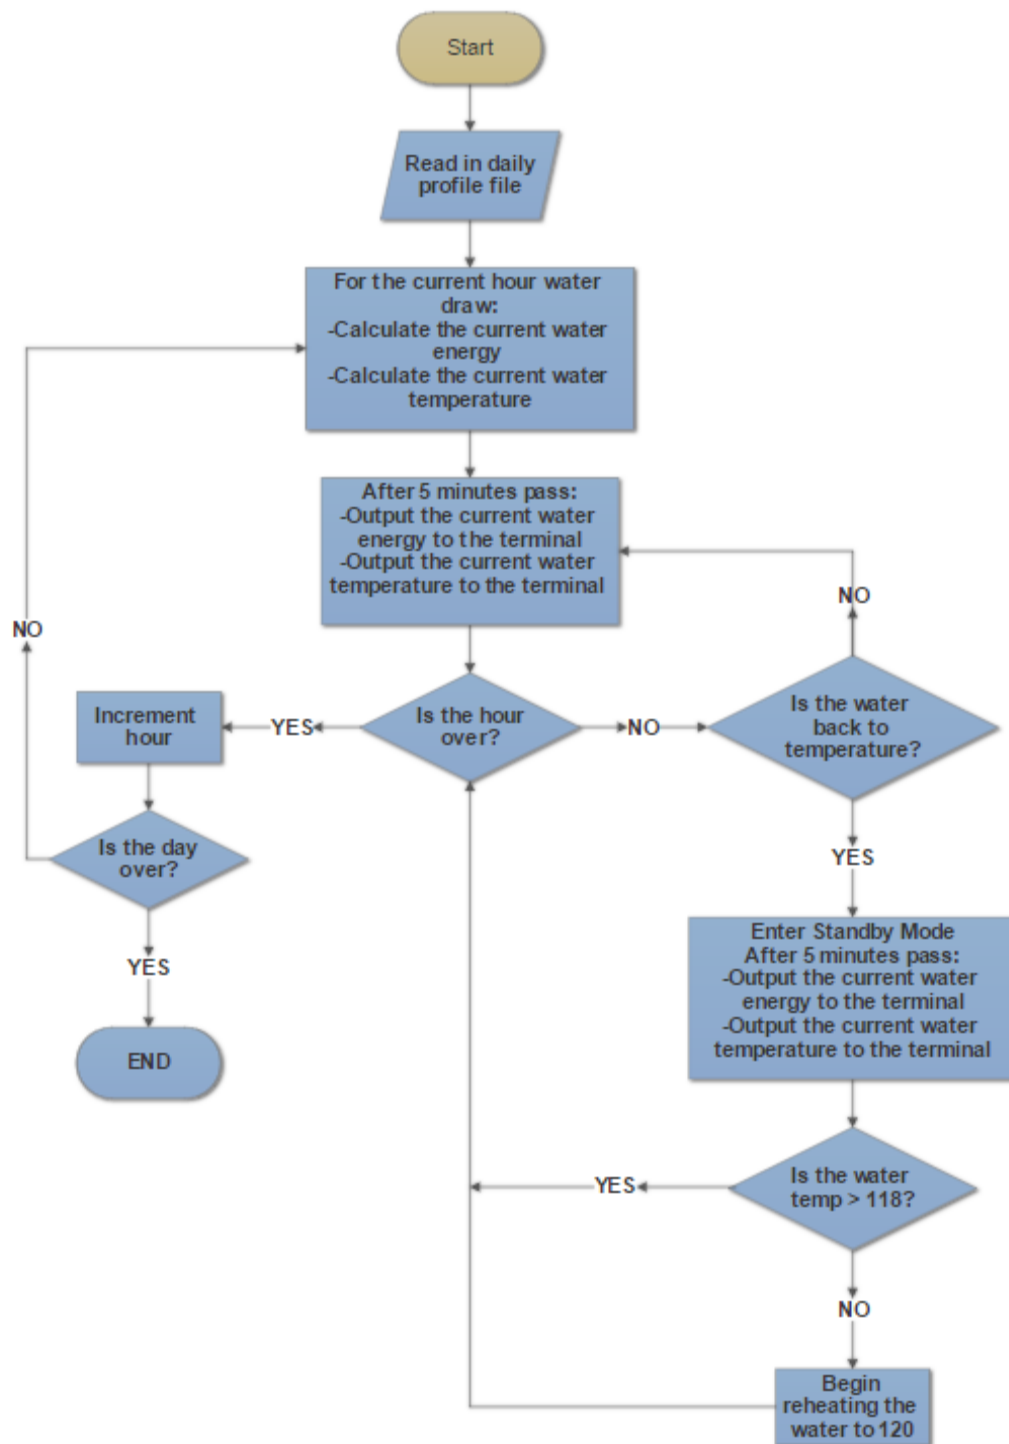 Start
Read in daily
profile file
For the current hour water
draw:
-Calculate the current water
energy
-Calculate the current water
temperature
After 5 minutes pass:
-Output the current water
energy to the terminal
-Output the current water
temperature to the terminal
NO
NO
Increment
hour
YES
Is the hour
over?
NO
Is the water
back to
temperature?
Is the day
over?
YES
YES
END
Enter Standby Mode
After 5 minutes pass:
-Output the current water
energy to the terminal
-Output the current water
temperature to the terminal
YES
Is the water
temp > 118?
NO
Begin
reheating the
water to 120